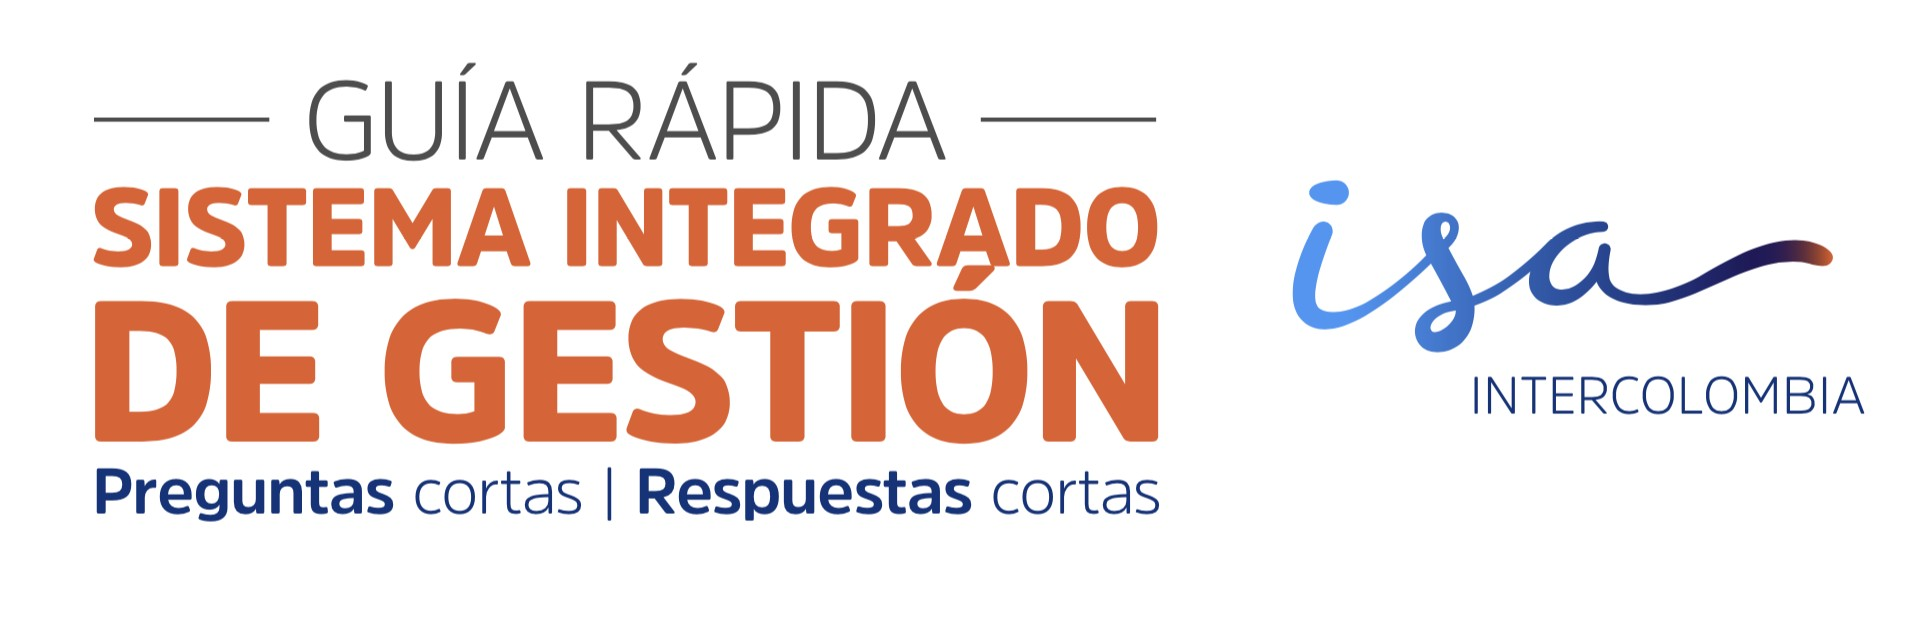 GUÍA RÁPIDA
SISTEMA INTEGRADO
DE GESTIÓN
Preguntas cortas | Respuestas cortas
isa
INTERCOLOMBIA